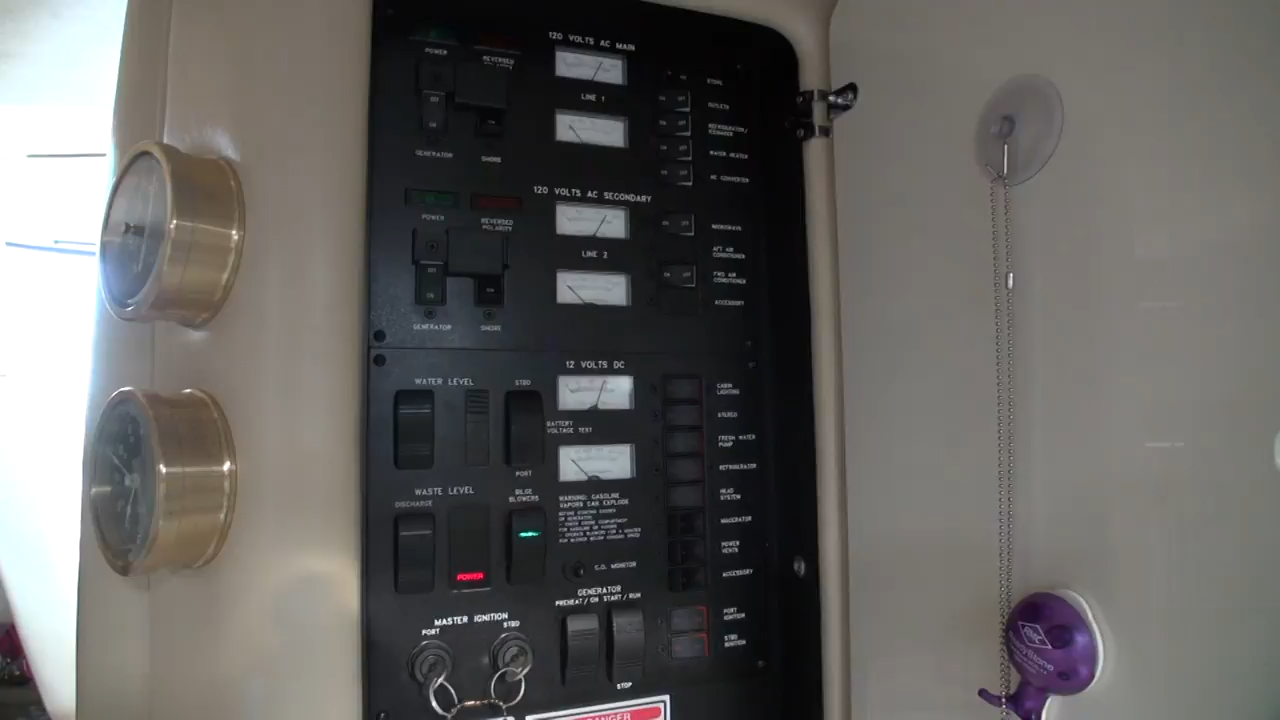 120 VOLTS AC MAIN
POWER
REVERSED
STOVE
LINE 1
OUTLETS
REFRIGERATOR/
ICEMAKER
WATER HEATER
AC CONVERTER
GENERATOR
SHORE
120 VOLTS AC SECONDARY
POWER
REVERSED
POLARITY
MICROWAVE
LINE 2
AFT AIR
CONDITIONER
FWD AIR
CONDITIONER
ACCESSORY
OFF
ON
ON
GENERATOR
SHORE
12 VOLTS DC
WATER LEVEL
STBD
CABIN
LIGHTING
STEREO
BATTERY
VOLTAGE TEST
FRESH WATER
PUMP
PORT
REFRIGERATOR
WASTE LEVEL
DISCHARGE
BILGE
BLOWERS
HEAD
SYSTEM
WARNING: GASOLINE
VAPORS CAN EXPLODE
MACERATOR
POWER
VENTS
ACCESSORY
POWER
C.O. MONITOR
GENERATOR
PREHEAT/ON START/RUN
STOP
MASTER IGNITION
PORT
STBD
PORT
IGNITION
STBD
IGNITION
DANGER